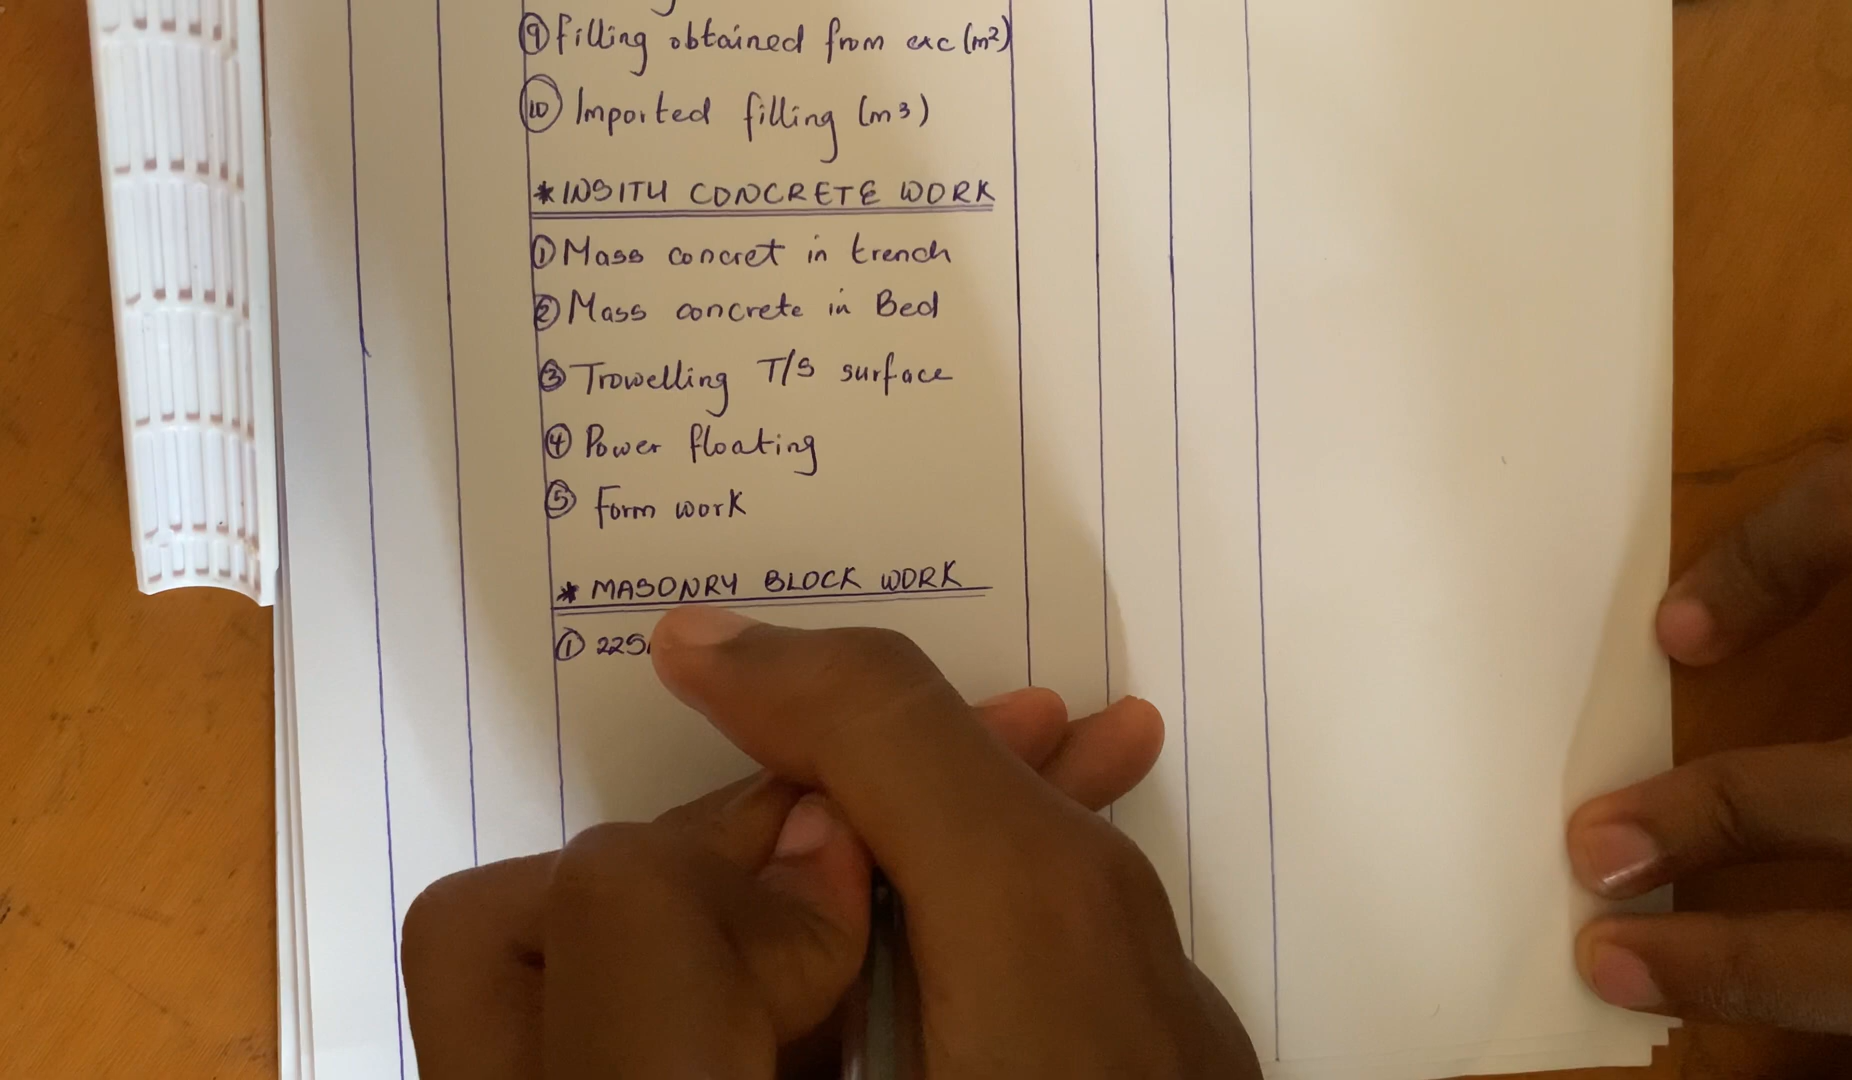 ⑨ filling obtained from exc (m²)
⑩ Imported filling (m³)
* INSITU CONCRETE WORK
① Mass concret in trench
② Mass concrete in Bed
③ Trowelling T/S surface
④ Power floating
⑤ Form work
* MASONRY BLOCK WORK
① 225